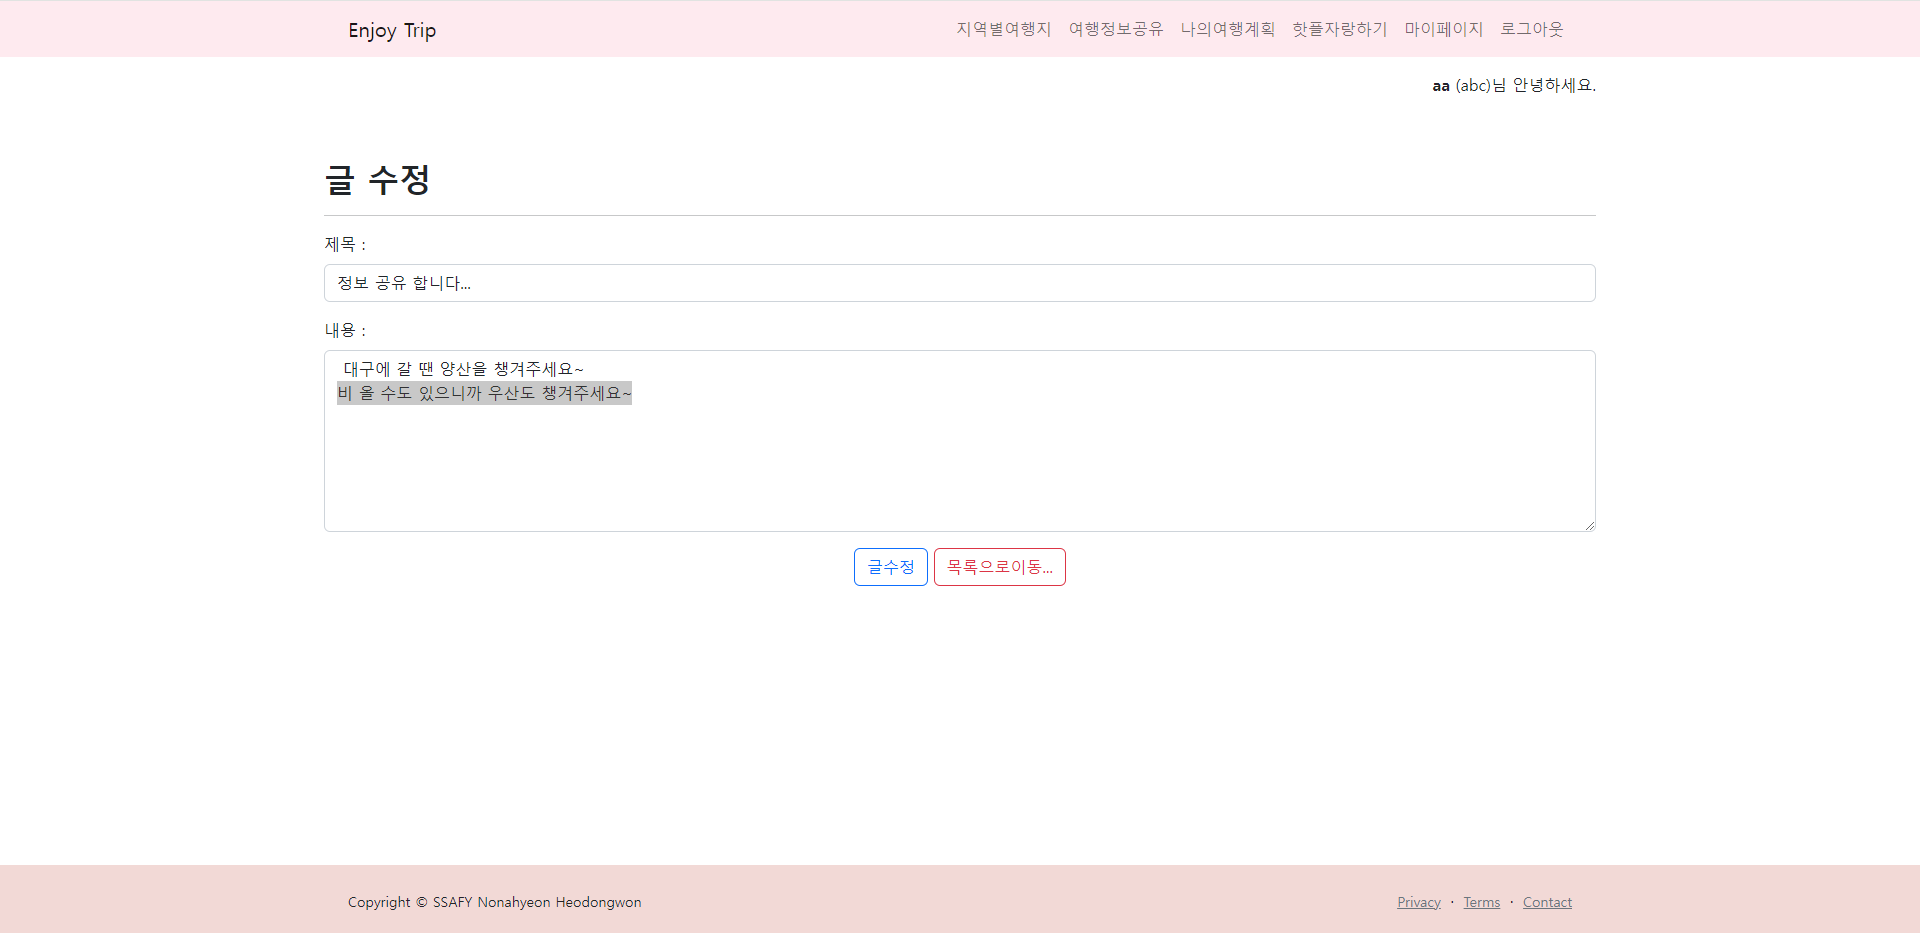 Enjoy Trip 지역별여행지 여행정보공유 나의여행계획 핫플자랑하기 마이페이지 로그아웃
aa (abc)님 안녕하세요.
글 수정
제목 :
정보 공유 합니다...
내용 :
대구에 갈 땐 양산을 챙겨주세요~
비 올 수도 있으니까 우산도 챙겨주세요~
글수정 목록으로이동...
Copyright © SSAFY Nonahyeon Heodongwon Privacy · Terms · Contact